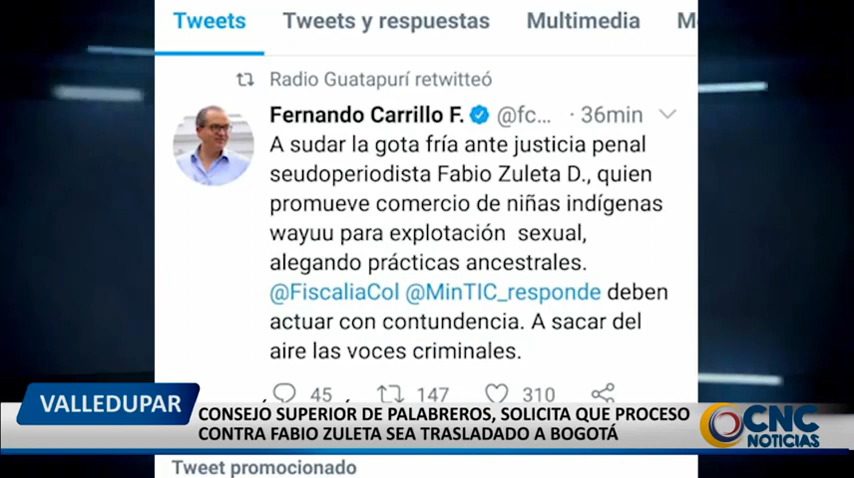 Tweets Tweets y respuestas Multimedia
Radio Guatapurí retwitteó
Fernando Carrillo F. @fc... · 36min
A sudar la gota fría ante justicia penal
seudoperiodista Fabio Zuleta D., quien
promueve comercio de niñas indígenas
wayuu para explotación sexual,
alegando prácticas ancestrales.
@FiscaliaCol @MinTIC_responde deben
actuar con contundencia. A sacar del
aire las voces criminales.
45 147 310
VALLEDUPAR
CONSEJO SUPERIOR DE PALABREROS, SOLICITA QUE PROCESO
CONTRA FABIO ZULETA SEA TRASLADADO A BOGOTÁ
CNC
NOTICIAS
Tweet promocionado